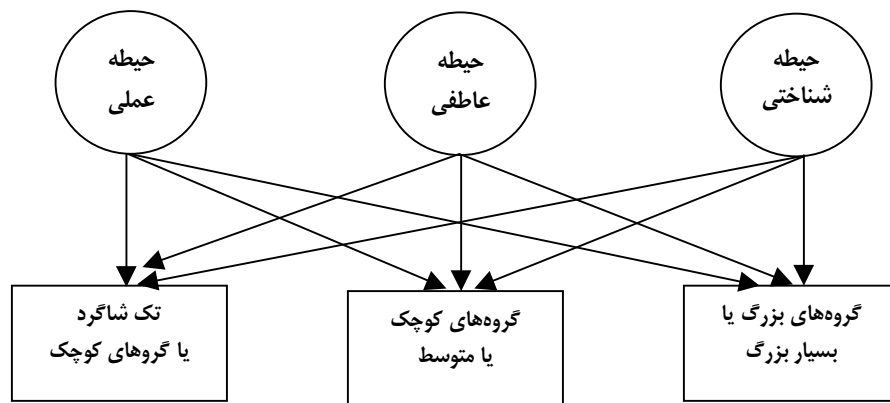 حیطه
شناختی
حیطه
عاطفی
حیطه
عملی
گروه‌های بزرگ یا
بسیار بزرگ
گروه‌های کوچک
یا متوسط
تک شاگرد
یا گروهای کوچک